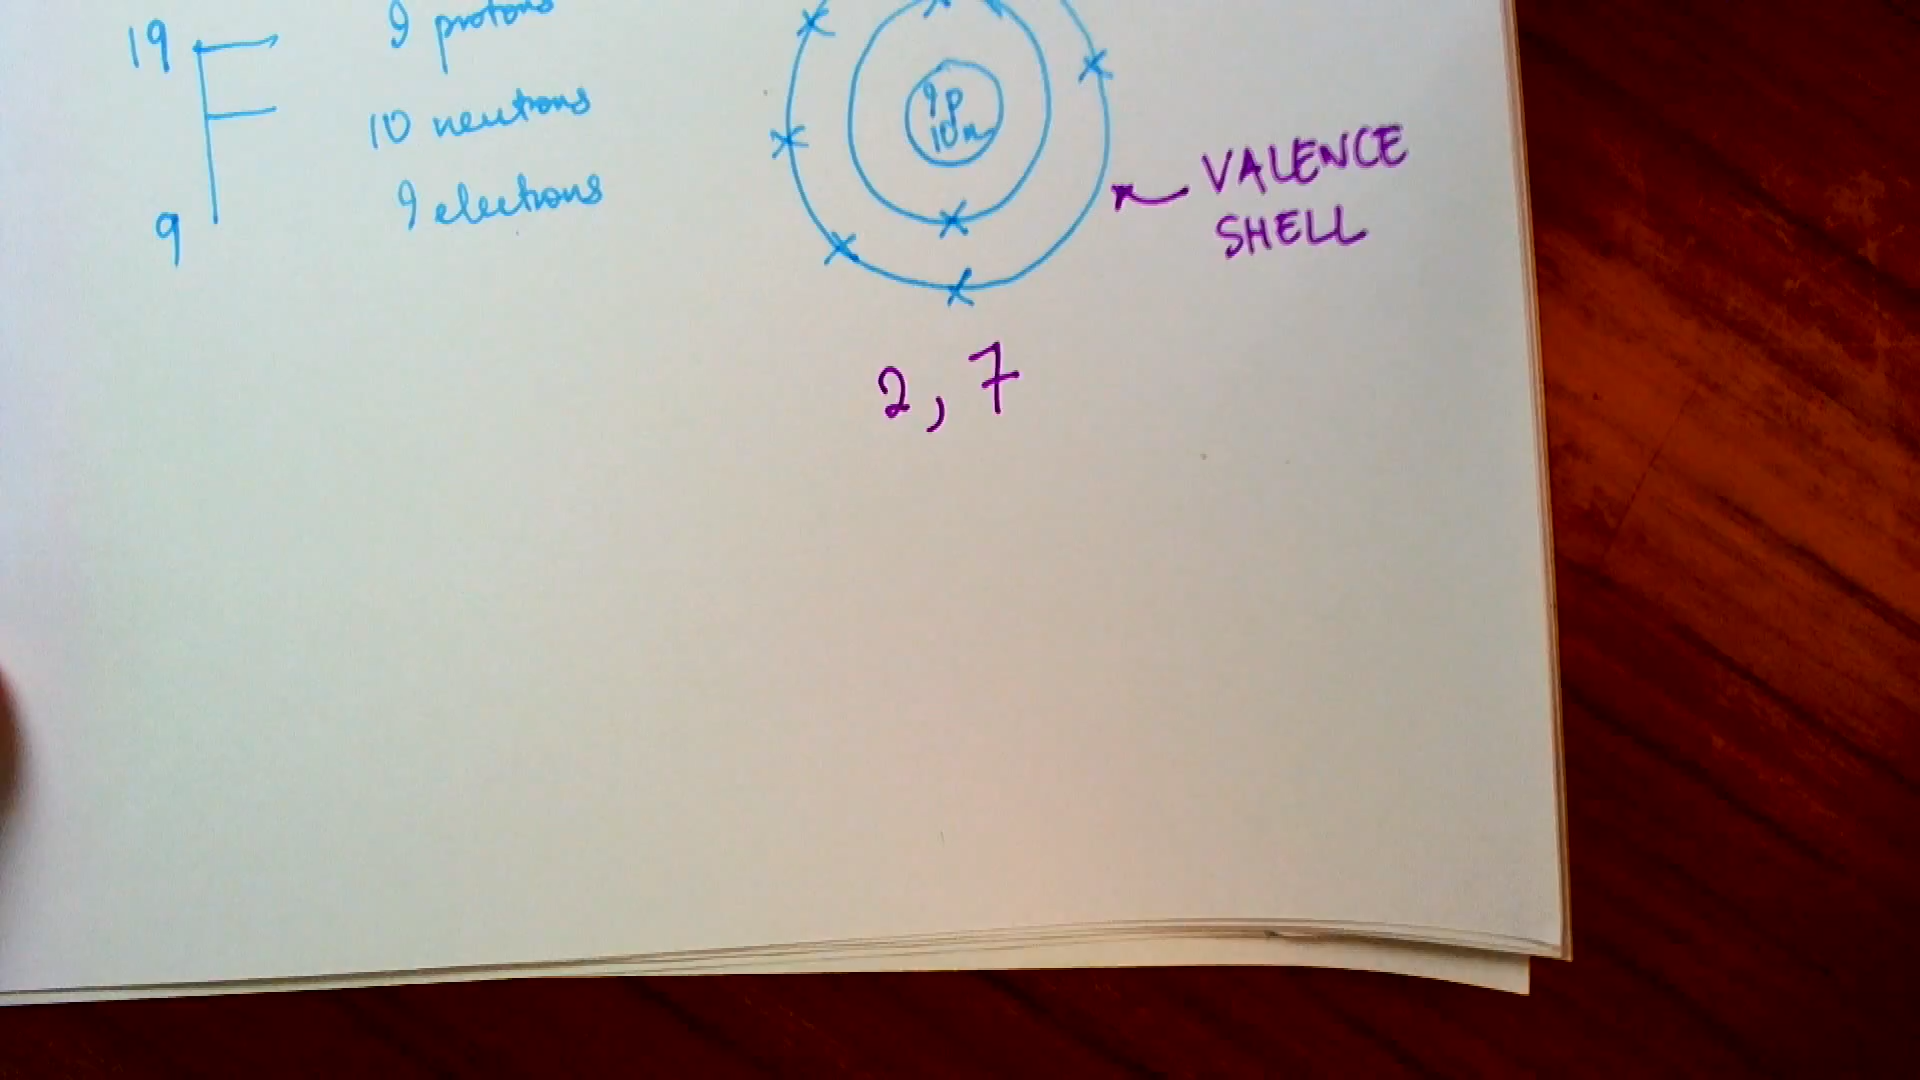 19
F
9
9 protons
10 neutrons
9 electrons
9p
10n
VALENCE
SHELL
2, 7